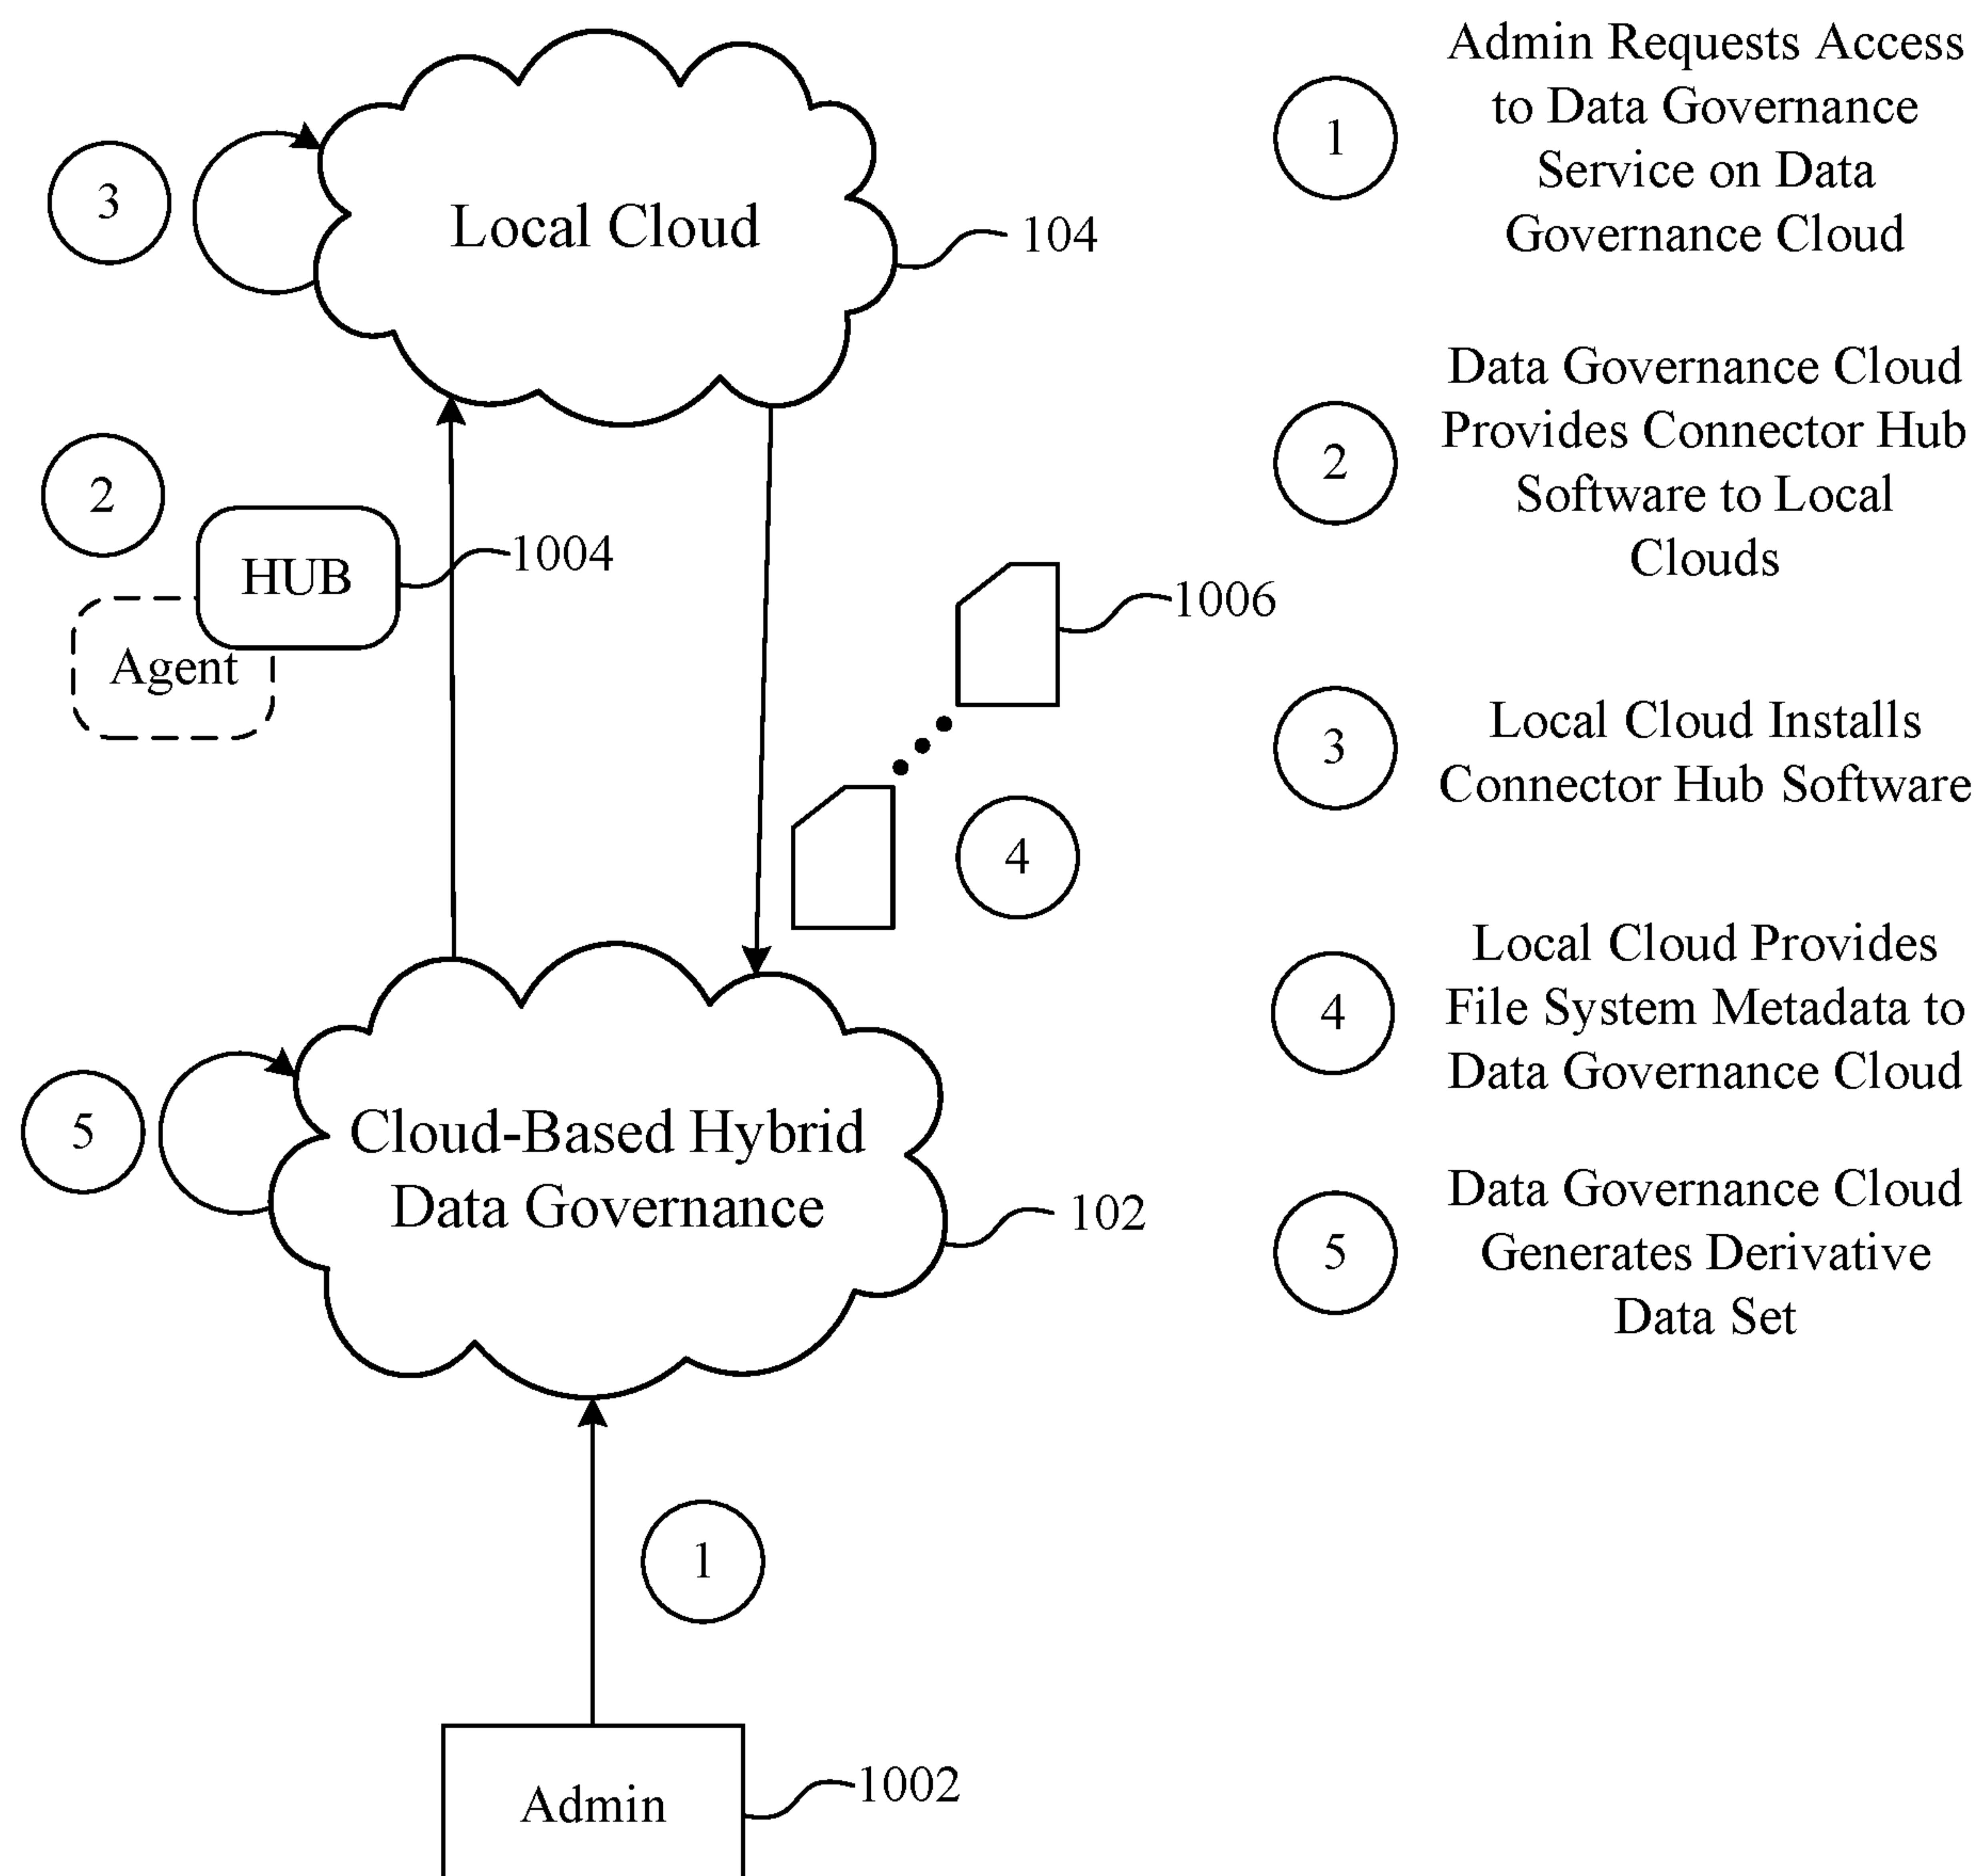 3
Local Cloud
104
2
HUB
1004
Agent
1006
4
5
Cloud-Based Hybrid
Data Governance
102
1
Admin
1002
1
Admin Requests Access
to Data Governance
Service on Data
Governance Cloud
2
Data Governance Cloud
Provides Connector Hub
Software to Local
Clouds
3
Local Cloud Installs
Connector Hub Software
4
Local Cloud Provides
File System Metadata to
Data Governance Cloud
5
Data Governance Cloud
Generates Derivative
Data Set